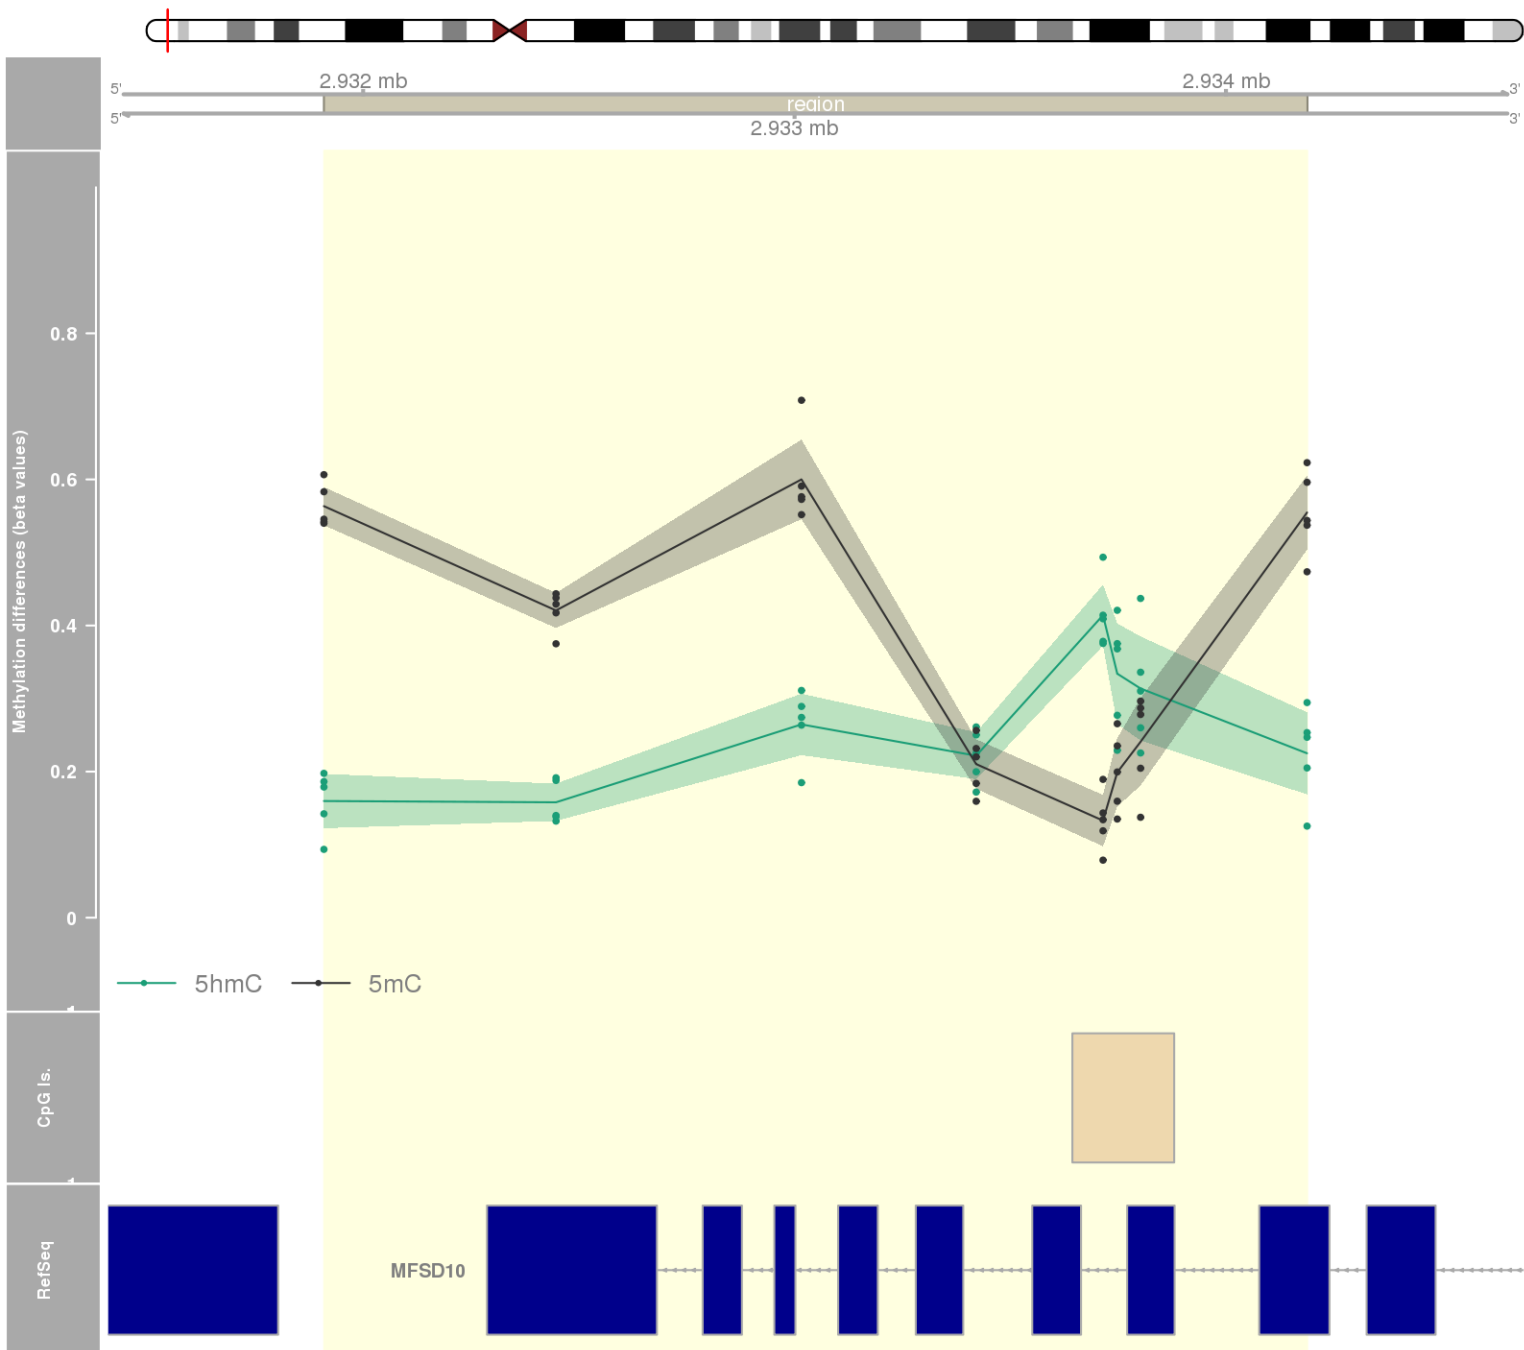 2.932 mb
2.934 mb
5'
3'
region
5'
3'
2.933 mb
Methylation differences (beta values)
0.8
0.6
0.4
0.2
0
5hmC
5mC
CpG Is.
RefSeq
MFSD10